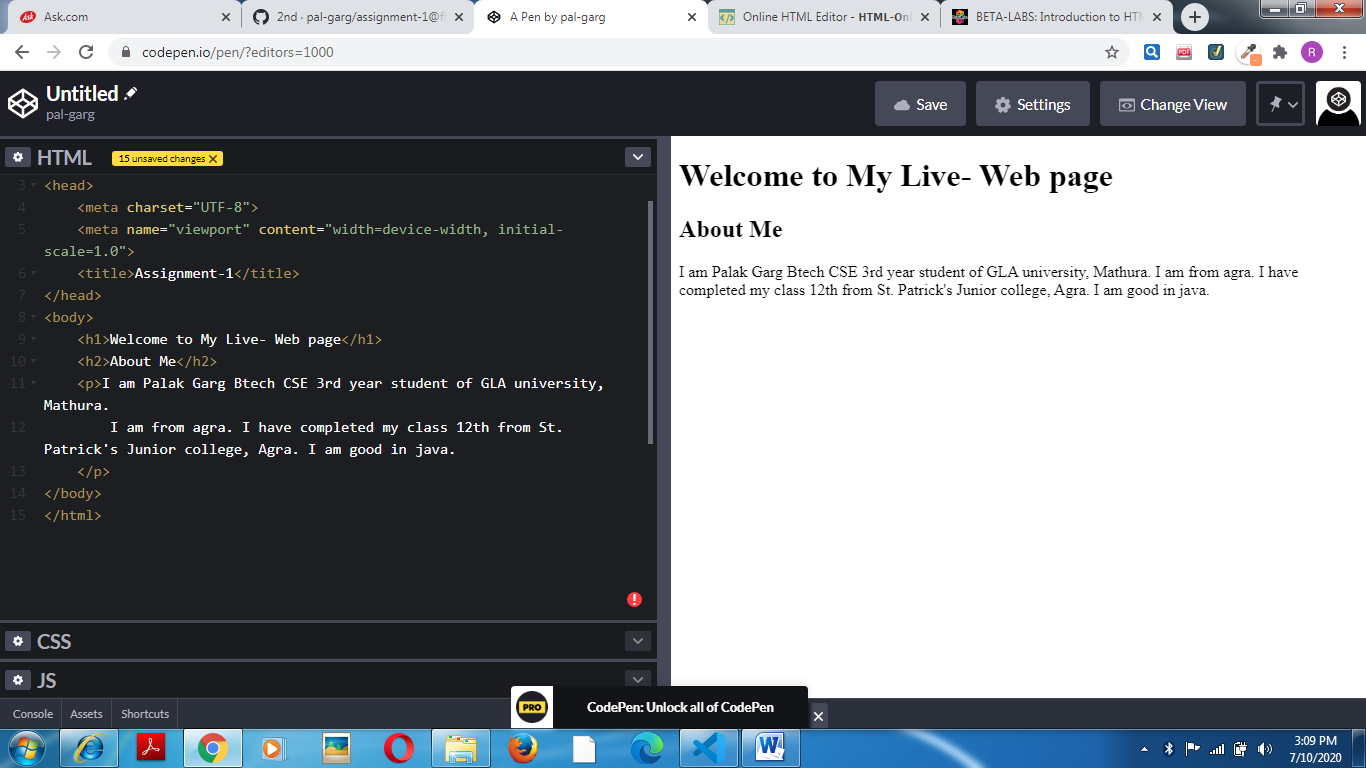 Ask.com
2nd · pal-garg/assignment-1@
A Pen by pal-garg
Online HTML Editor - HTML-On
BETA-LABS: Introduction to HTM
codepen.io/pen/?editors=1000
PDF
R
Untitled
pal-garg
Save
Settings
Change View
HTML
15 unsaved changes X
3 <head>
4 <meta charset="UTF-8">
5 <meta name="viewport" content="width=device-width, initial-
scale=1.0">
6 <title>Assignment-1</title>
7 </head>
8 <body>
9 <h1>Welcome to My Live- Web page</h1>
10 <h2>About Me</h2>
11 <p>I am Palak Garg Btech CSE 3rd year student of GLA university,
Mathura.
12 I am from agra. I have completed my class 12th from St.
Patrick's Junior college, Agra. I am good in java.
13 </p>
14 </body>
15 </html>
Welcome to My Live- Web page
About Me
I am Palak Garg Btech CSE 3rd year student of GLA university, Mathura. I am from agra. I have
completed my class 12th from St. Patrick's Junior college, Agra. I am good in java.
CSS
JS
Console Assets Shortcuts
PRO CodePen: Unlock all of CodePen
3:09 PM
7/10/2020